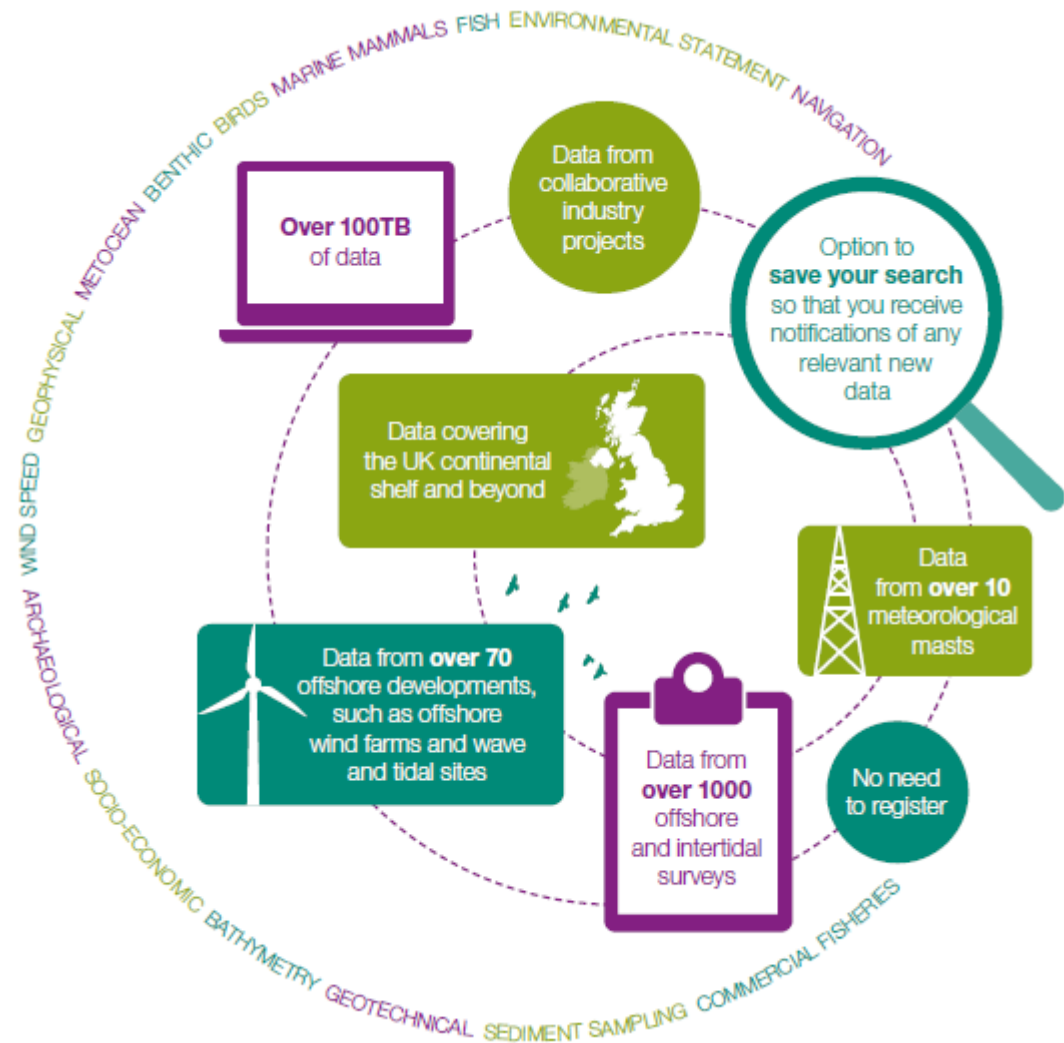 COMMERCIAL FISHERIES SEDIMENT SAMPLING GEOTECHNICAL BATHYMETRY SOCIO-ECONOMIC ARCHAEOLOGICAL WIND SPEED GEOPHYSICAL METOCEAN BENTHIC BIRDS MARINE MAMMALS FISH ENVIRONMENTAL STATEMENT NAVIGATION
Over 100TB
of data
Data from
collaborative
industry
projects
Option to
save your search
so that you receive
notifications of any
relevant new
data
Data covering
the UK continental
shelf and beyond
Data
from over 10
meteorological
masts
Data from over 70
offshore developments,
such as offshore
wind farms and wave
and tidal sites
Data from
over 1000
offshore
and intertidal
surveys
No need
to register